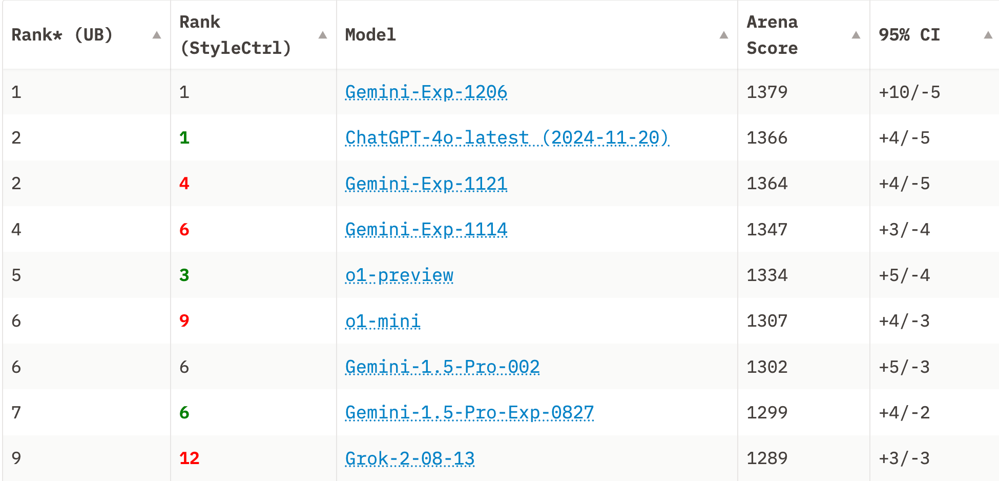 Rank* (UB) Rank (StyleCtrl) Model Arena Score 95% CI
1 1 Gemini-Exp-1206 1379 +10/-5
2 1 ChatGPT-4o-latest (2024-11-20) 1366 +4/-5
2 4 Gemini-Exp-1121 1364 +4/-5
4 6 Gemini-Exp-1114 1347 +3/-4
5 3 o1-preview 1334 +5/-4
6 9 o1-mini 1307 +4/-3
6 6 Gemini-1.5-Pro-002 1302 +5/-3
7 6 Gemini-1.5-Pro-Exp-0827 1299 +4/-2
9 12 Grok-2-08-13 1289 +3/-3